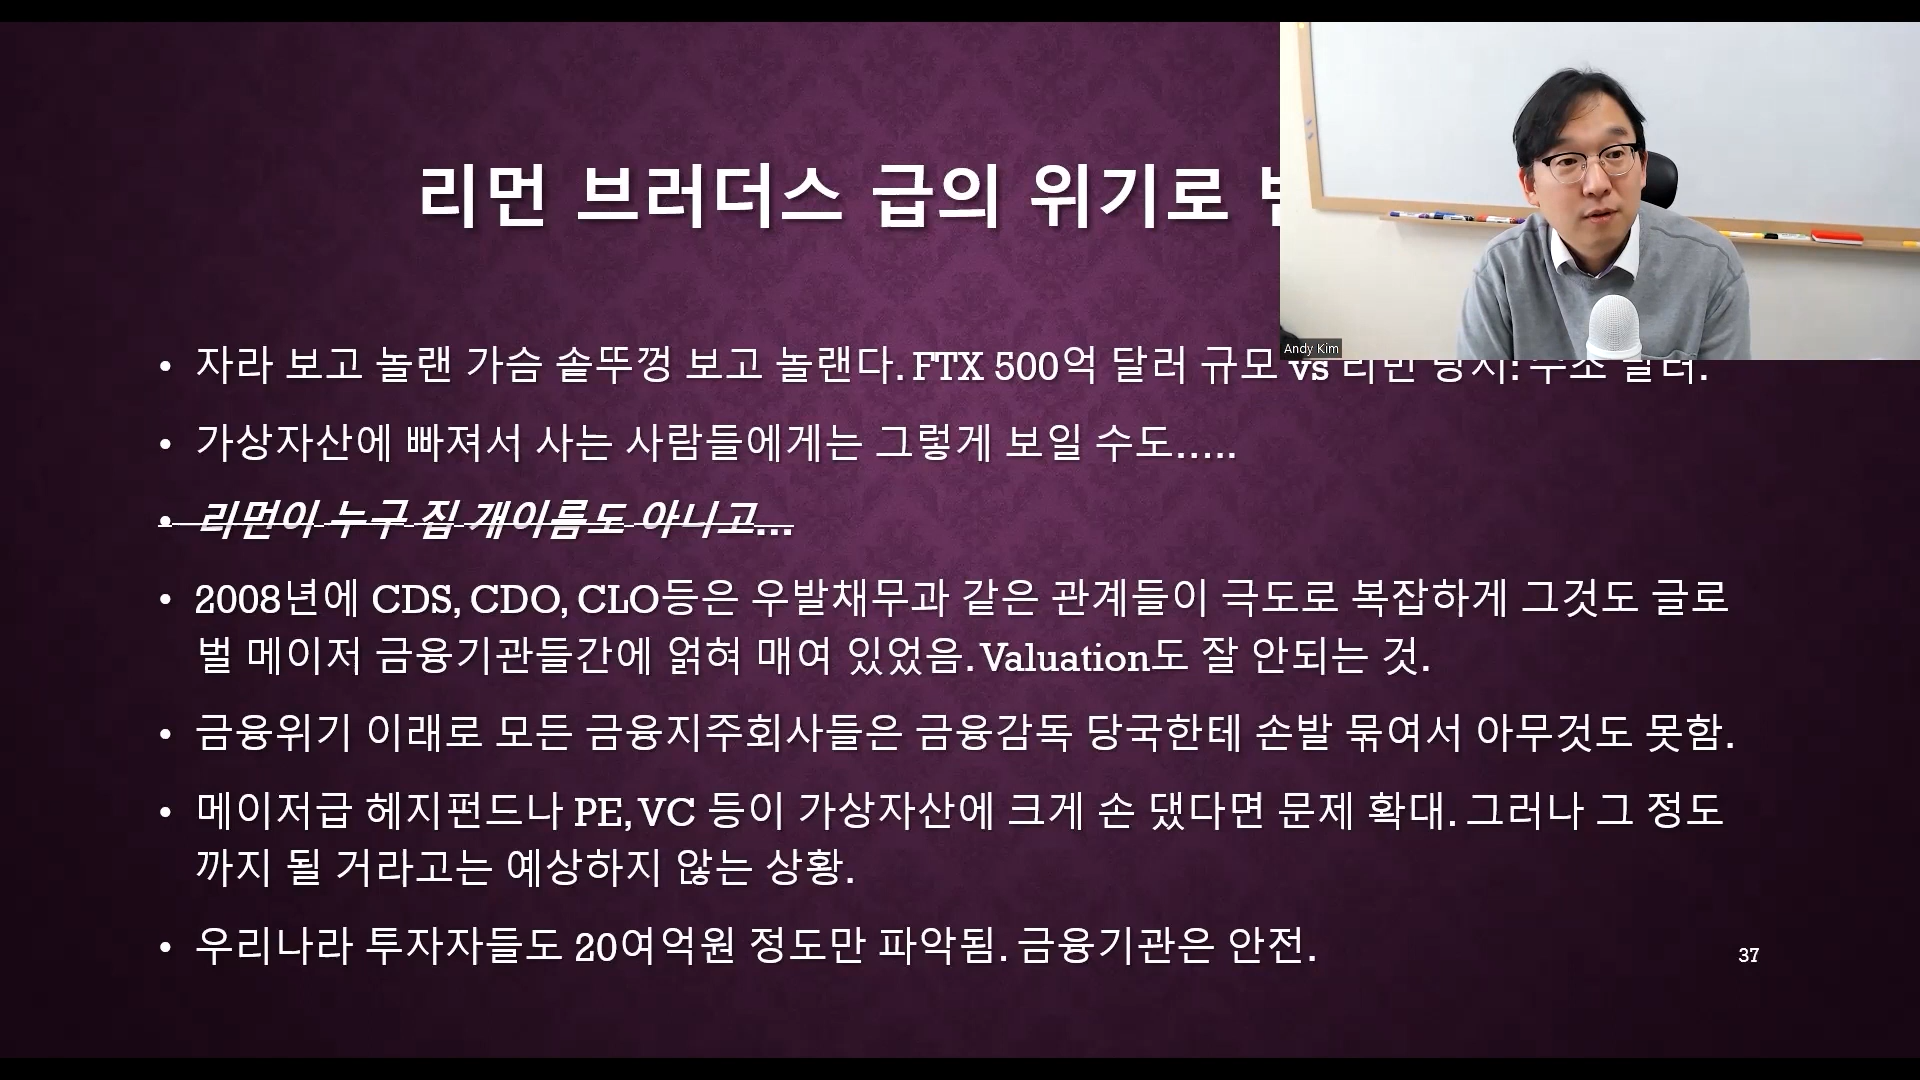 리먼 브러더스 급의 위기로
Andy Kim
• 자라 보고 놀랜 가슴 솥뚜껑 보고 놀랜다. FTX 500억 달러 규모 vs 리먼 당시: 수조 달러.
• 가상자산에 빠져서 사는 사람들에게는 그렇게 보일 수도…..
• 리먼이 누구 집 개이름도 아니고…
• 2008년에 CDS, CDO, CLO등은 우발채무과 같은 관계들이 극도로 복잡하게 그것도 글로
벌 메이저 금융기관들간에 얽혀 매여 있었음. Valuation도 잘 안되는 것.
• 금융위기 이래로 모든 금융지주회사들은 금융감독 당국한테 손발 묶여서 아무것도 못함.
• 메이저급 헤지펀드나 PE, VC 등이 가상자산에 크게 손 댔다면 문제 확대. 그러나 그 정도
까지 될 거라고는 예상하지 않는 상황.
• 우리나라 투자자들도 20여억원 정도만 파악됨. 금융기관은 안전.
37